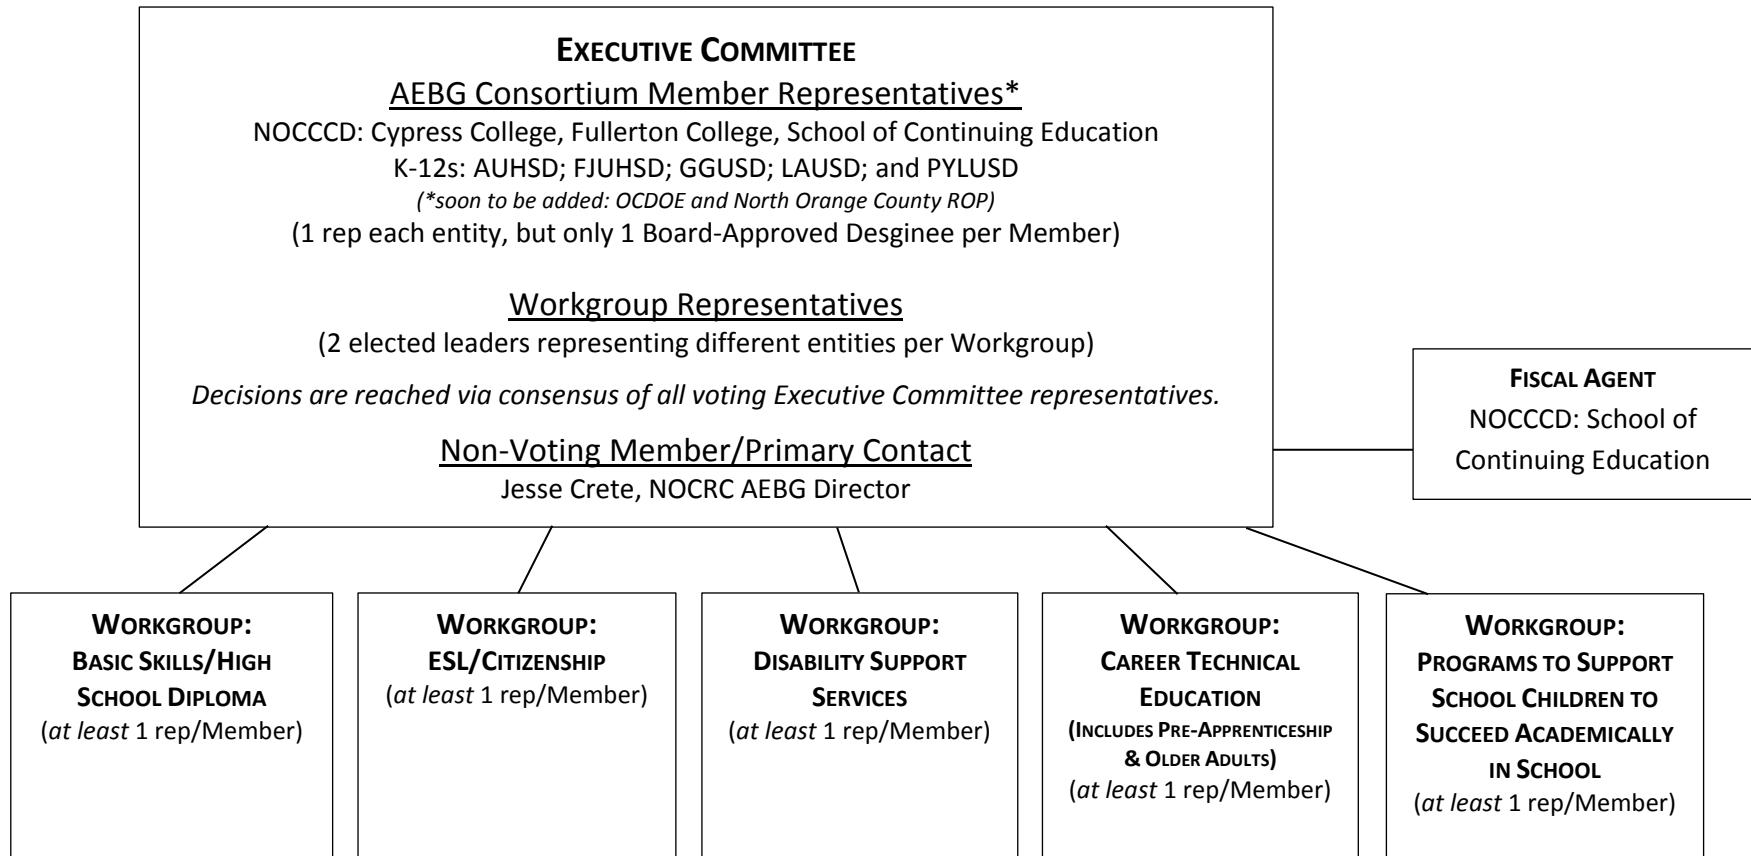 EXECUTIVE COMMITTEE
AEBG Consortium Member Representatives*
NOCCCD: Cypress College, Fullerton College, School of Continuing Education
K-12s: AUHSD; FJUHSD; GGUSD; LAUSD; and PYLUSD
(*soon to be added: OCDOE and North Orange County ROP)
(1 rep each entity, but only 1 Board-Approved Desginee per Member)
Workgroup Representatives
(2 elected leaders representing different entities per Workgroup)
Decisions are reached via consensus of all voting Executive Committee representatives.
Non-Voting Member/Primary Contact
Jesse Crete, NOCRC AEBG Director
FISCAL AGENT
NOCCCD: School of
Continuing Education
WORKGROUP:
BASIC SKILLS/HIGH
SCHOOL DIPLOMA
(at least 1 rep/Member)
WORKGROUP:
ESL/CITIZENSHIP
(at least 1 rep/Member)
WORKGROUP:
DISABILITY SUPPORT
SERVICES
(at least 1 rep/Member)
WORKGROUP:
CAREER TECHNICAL
EDUCATION
(INCLUDES PRE-APPRENTICESHIP
& OLDER ADULTS)
(at least 1 rep/Member)
WORKGROUP:
PROGRAMS TO SUPPORT
SCHOOL CHILDREN TO
SUCCEED ACADEMICALLY
IN SCHOOL
(at least 1 rep/Member)